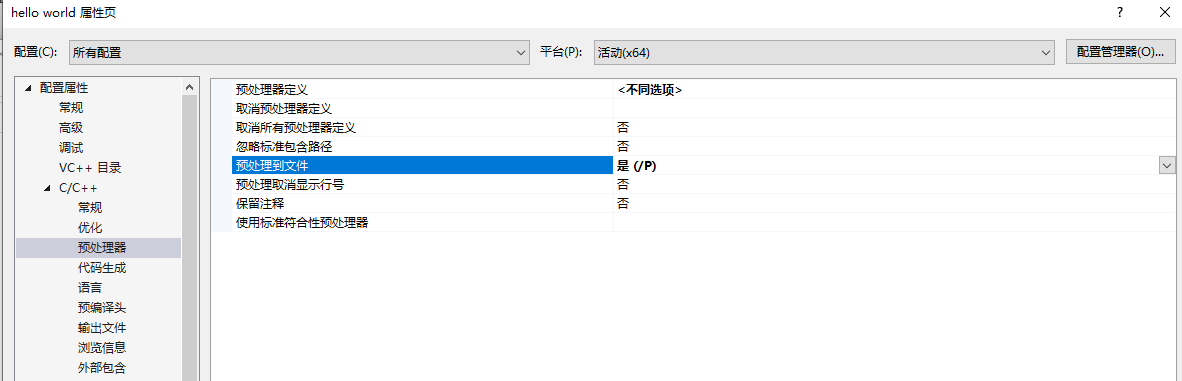 hello world 属性页 ?
配置(C): 所有配置 平台(P): 活动(x64) 配置管理器(O)...
配置属性
常规
高级
调试
VC++ 目录
C/C++
常规
优化
预处理器
代码生成
语言
预编译头
输出文件
浏览信息
外部包含
预处理器定义 <不同选项>
取消预处理器定义
取消所有预处理器定义 否
忽略标准包含路径 否
预处理到文件 是 (/P)
预处理取消显示行号 否
保留注释 否
使用标准符合性预处理器